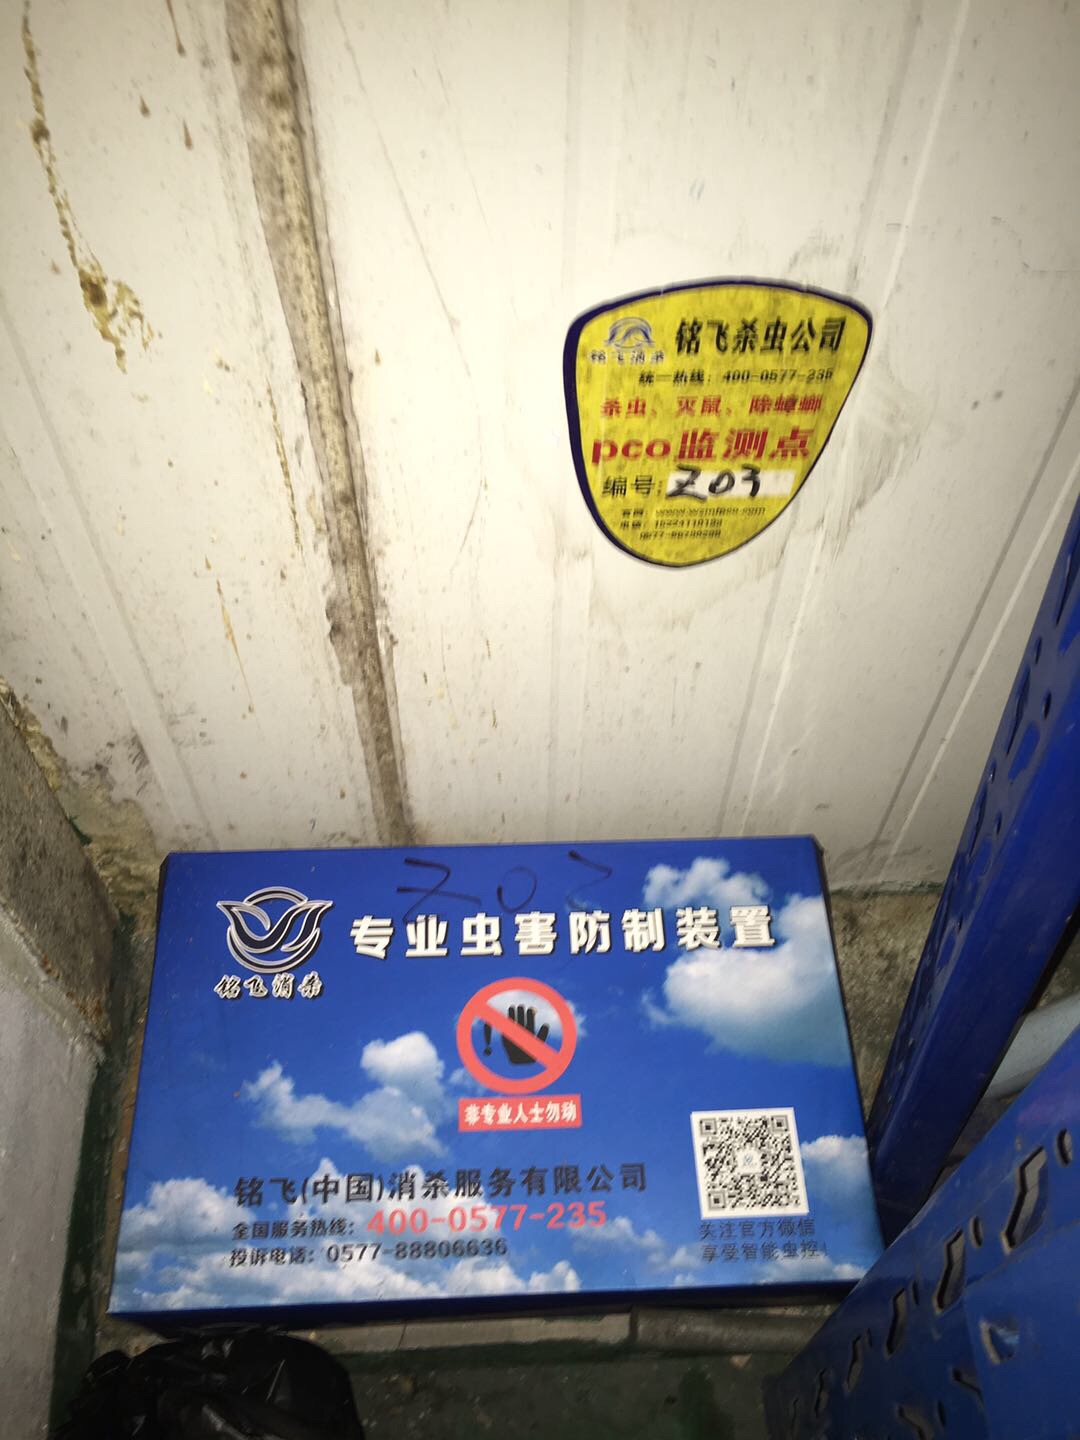 铭飞消杀
铭飞杀虫公司
统一热线：400-0577-235
杀虫、灭鼠、除蟑螂
pco监测点
编号: Z03
Z03
专业虫害防制装置
铭飞消杀
非专业人士勿动
铭飞(中国)消杀服务有限公司
全国服务热线：400-0577-235
投诉电话：0577-88806636
关注官方微信
享受智能虫控!